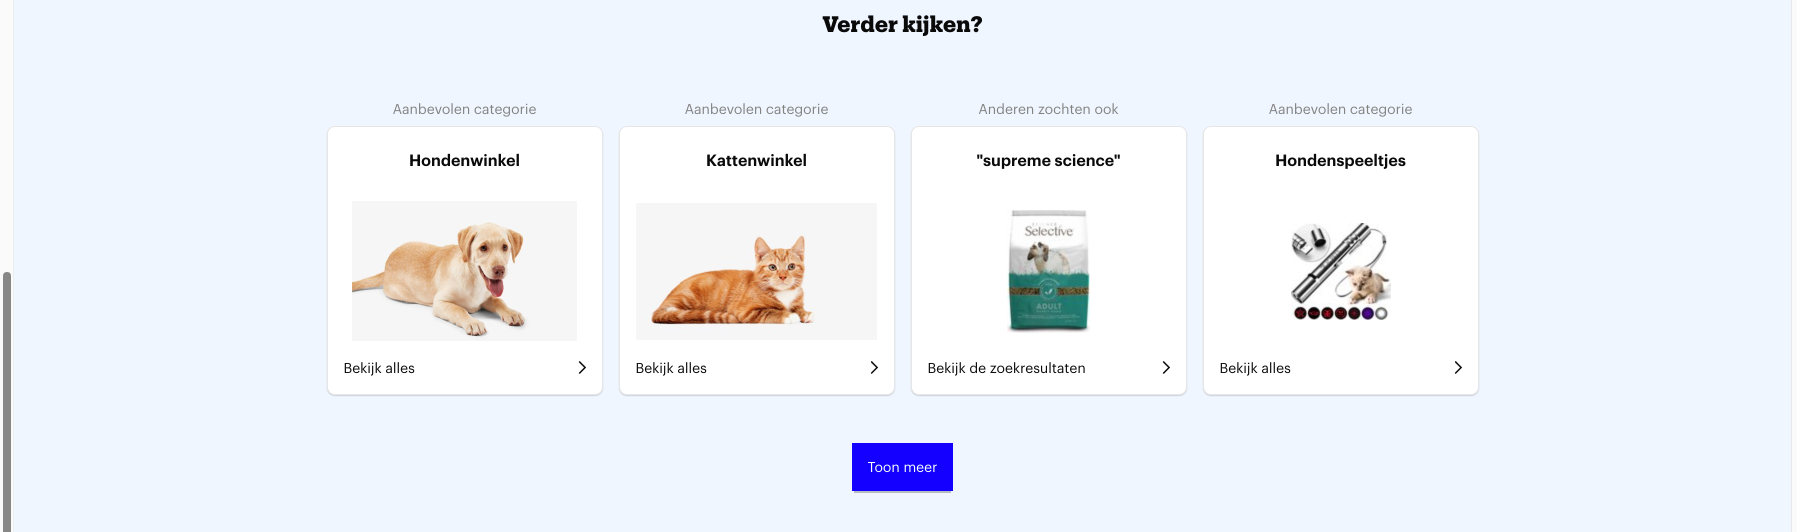 Verder kijken?
Aanbevolen categorie
Hondenwinkel
Bekijk alles
Aanbevolen categorie
Kattenwinkel
Bekijk alles
Anderen zochten ook
"supreme science"
Selective
ADULT
Bekijk de zoekresultaten
Aanbevolen categorie
Hondenspeeltjes
Bekijk alles
Toon meer